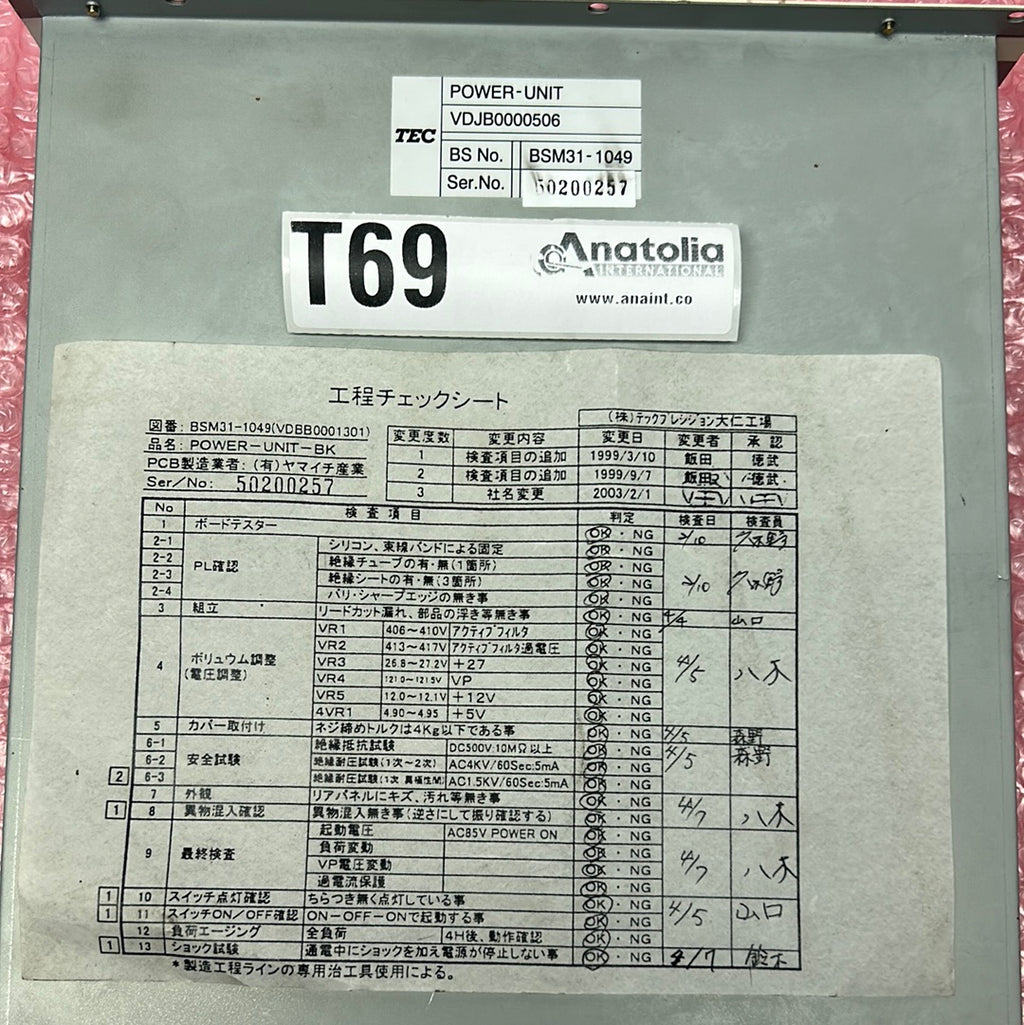 POWER-UNIT
VDJB0000506
TEC
BS No. BSM31-1049
Ser.No. 50200257
T69
Anatolia
INTERNATIONAL
www.anaint.co
工程チェックシート
(株)テックプレシジョン大仁工場
図番: BSM31-1049(VDBB0001301)
品名: POWER-UNIT-BK
PCB製造業者: (有)ヤマイチ産業
Ser/No: 50200257
変更度数 変更内容 変更日 変更者 承認
1 検査項目の追加 1999/3/10 飯田 徳武
2 検査項目の追加 1999/9/7 飯田 徳武
3 社名変更 2003/2/1
No 検査項目 判定 検査日 検査員
1 ボードテスター OK・NG 2/10
2-1 PL確認 シリコン、束線バンドによる固定 OK・NG
2-2 絶縁チューブの有・無(1箇所) OK・NG
2-3 絶縁シートの有・無(3箇所) OK・NG 2/10
2-4 バリ・シャープエッジの無き事 OK・NG
3 組立 リードカット漏れ、部品の浮き等無き事 OK・NG 4/4 山口
4 ボリュウム調整 (電圧調整) VR1 406~410V アクティブフィルタ OK・NG
VR2 413~417V アクティブフィルタ過電圧 OK・NG
VR3 26.8~27.2V +27 OK・NG 4/5 八木
VR4 121.0~121.5V VP OK・NG
VR5 12.0~12.1V +12V OK・NG
4VR1 4.90~4.95 +5V OK・NG
5 カバー取付け ネジ締めトルクは4Kg以下である事 OK・NG 4/5 森野
6-1 安全試験 絶縁抵抗試験 DC500V:10MΩ以上 OK・NG 4/5 森野
6-2 絶縁耐圧試験(1次~2次) AC4KV/60Sec:5mA OK・NG
2 6-3 絶縁耐圧試験(1次 異極性間) AC1.5KV/60Sec:5mA OK・NG
7 外観 リアパネルにキズ、汚れ等無き事 OK・NG
1 8 異物混入確認 異物混入無き事(逆さにして振り確認する) OK・NG 4/7 八木
9 最終検査 起動電圧 AC85V POWER ON OK・NG
負荷変動 OK・NG
VP電圧変動 OK・NG 4/7 八木
過電流保護 OK・NG
1 10 スイッチ点灯確認 ちらつき無く点灯している事 OK・NG
1 11 スイッチON/OFF確認 ON-OFF-ONで起動する事 OK・NG 4/5 山口
12 負荷エージング 全負荷 4H後、動作確認 OK・NG
1 13 ショック試験 通電中にショックを加え電源が停止しない事 OK・NG 4/7 鈴木
*製造工程ラインの専用治工具使用による。